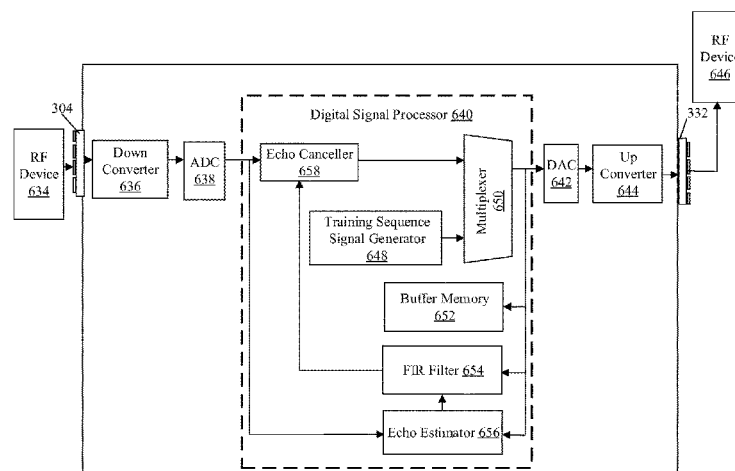 RF
Device
646
304
332
Digital Signal Processor 640
RF
Device
634
Down
Converter
636
ADC
638
Echo Canceller
658
Multiplexer
650
DAC
642
Up
Converter
644
Training Sequence
Signal Generator
648
Buffer Memory
652
FIR Filter 654
Echo Estimator 656